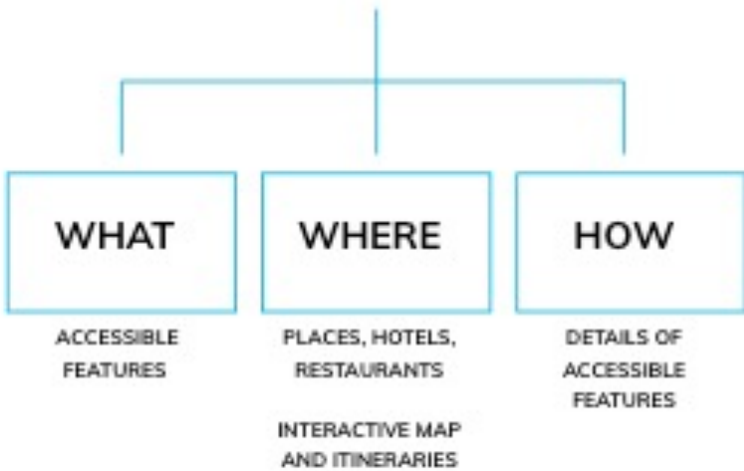 WHAT
ACCESSIBLE
FEATURES
WHERE
PLACES, HOTELS,
RESTAURANTS
INTERACTIVE MAP
AND ITINERARIES
HOW
DETAILS OF
ACCESSIBLE
FEATURES